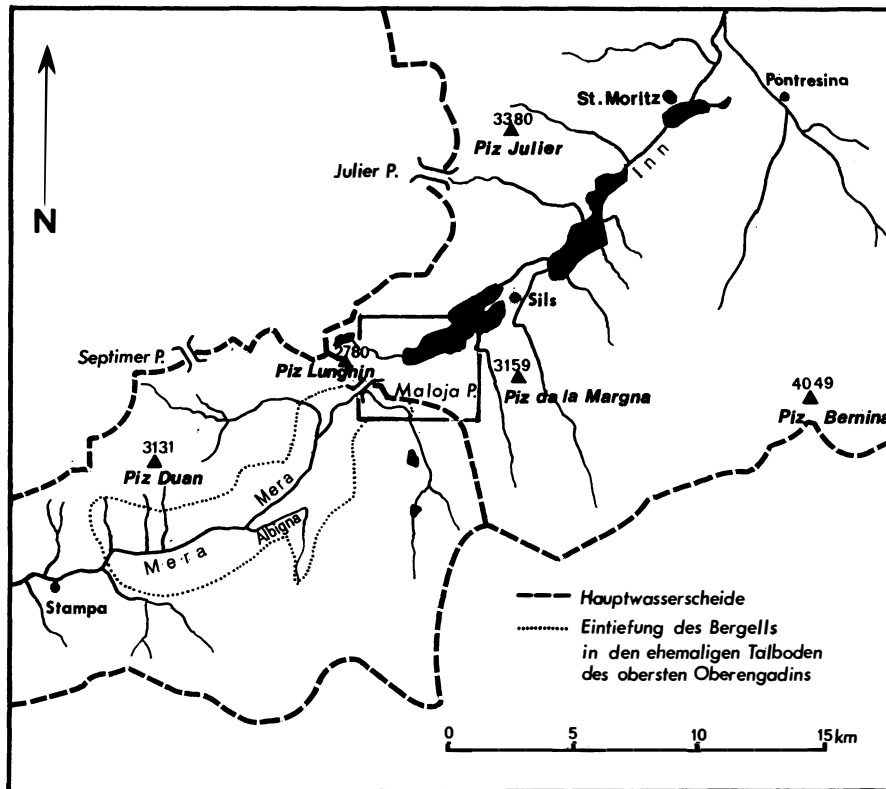 Pontresina
St. Moritz
3380
Piz Julier
Julier P.
Inn
N
Sils
Septimer P.
2780
Piz Lunghin
Maloja P.
3159
Piz da la Margna
4049
Piz Bernina
3131
Piz Duan
Mera
Albigna
Mera
Stampa
Hauptwasserscheide
Eintiefung des Bergells
in den ehemaligen Talboden
des obersten Oberengadins
0 5 10 15 km